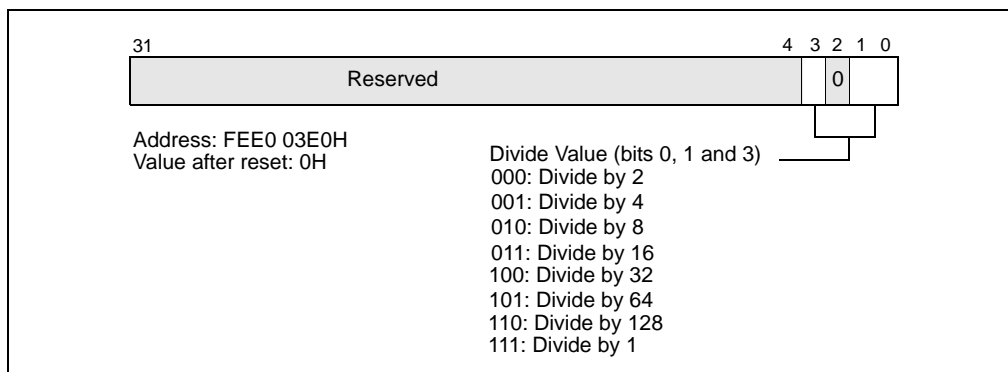 31 4 3 2 1 0
Reserved 0
Address: FEE0 03E0H
Value after reset: 0H
Divide Value (bits 0, 1 and 3)
000: Divide by 2
001: Divide by 4
010: Divide by 8
011: Divide by 16
100: Divide by 32
101: Divide by 64
110: Divide by 128
111: Divide by 1